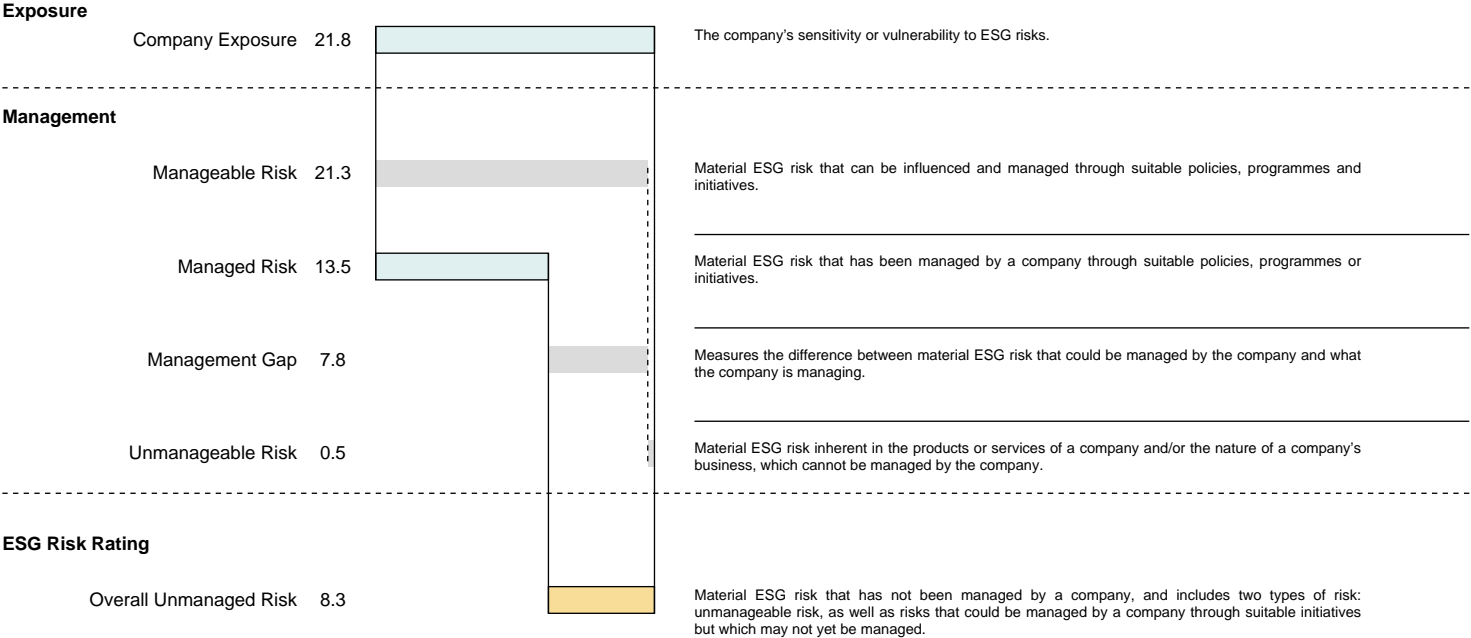 Exposure
Company Exposure 21.8
The company’s sensitivity or vulnerability to ESG risks.
Management
Manageable Risk 21.3
Material ESG risk that can be influenced and managed through suitable policies, programmes and
initiatives.
Managed Risk 13.5
Material ESG risk that has been managed by a company through suitable policies, programmes or
initiatives.
Management Gap 7.8
Measures the difference between material ESG risk that could be managed by the company and what
the company is managing.
Unmanageable Risk 0.5
Material ESG risk inherent in the products or services of a company and/or the nature of a company’s
business, which cannot be managed by the company.
ESG Risk Rating
Overall Unmanaged Risk 8.3
Material ESG risk that has not been managed by a company, and includes two types of risk:
unmanageable risk, as well as risks that could be managed by a company through suitable initiatives
but which may not yet be managed.